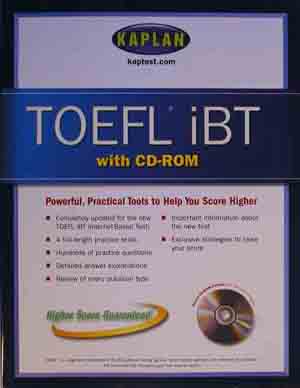 KAPLAN
kaptest.com
TOEFL® iBT
with CD-ROM
Powerful, Practical Tools to Help You Score Higher
Completely updated for the new
TOEFL iBT (Internet-Based Test)
4 full-length practice tests
Hundreds of practice questions
Detailed answer explanations
Review of every question type
Important information about
the new test
Exclusive strategies to raise
your score
Higher Score Guaranteed